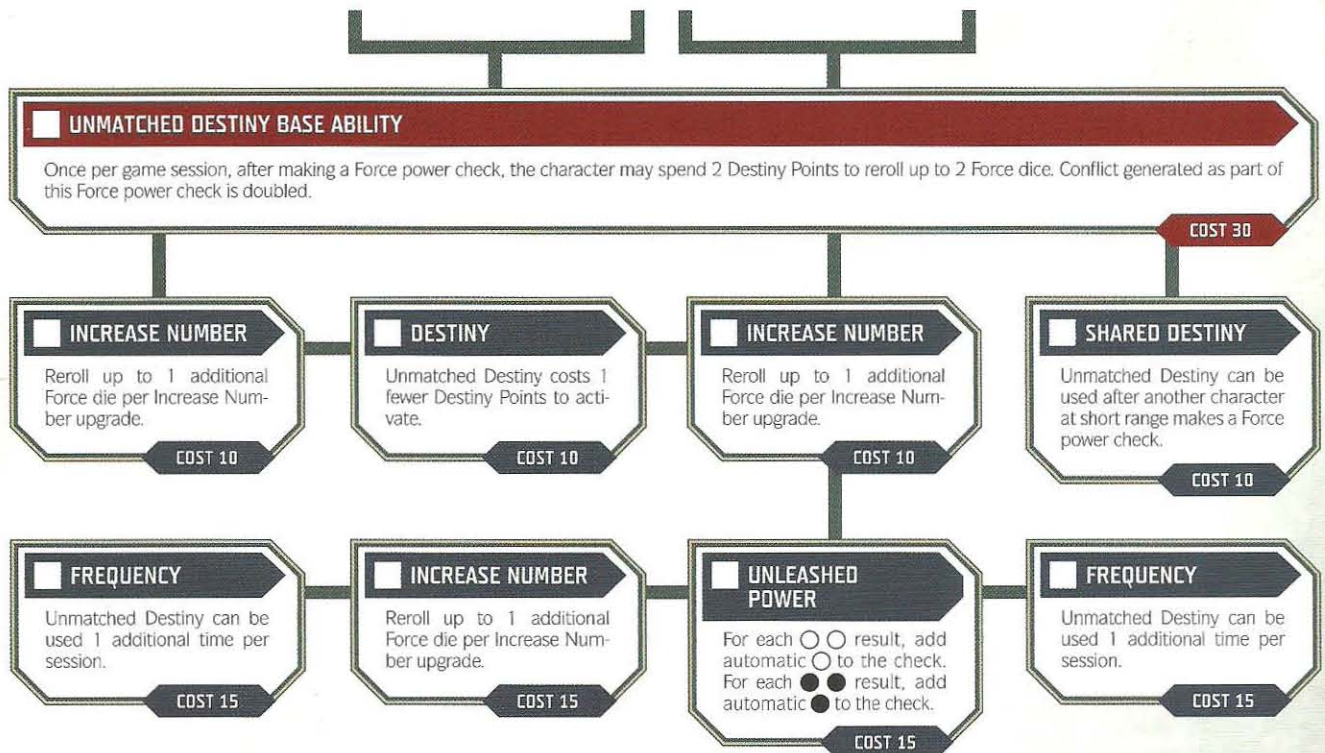 UNMATCHED DESTINY BASE ABILITY
Once per game session, after making a Force power check, the character may spend 2 Destiny Points to reroll up to 2 Force dice. Conflict generated as part of
this Force power check is doubled.
COST 30
INCREASE NUMBER
Reroll up to 1 additional
Force die per Increase Num-
ber upgrade.
COST 10
DESTINY
Unmatched Destiny costs 1
fewer Destiny Points to acti-
vate.
COST 10
INCREASE NUMBER
Reroll up to 1 additional
Force die per Increase Num-
ber upgrade.
COST 10
SHARED DESTINY
Unmatched Destiny can be
used after another character
at short range makes a Force
power check.
COST 10
FREQUENCY
Unmatched Destiny can be
used 1 additional time per
session.
COST 15
INCREASE NUMBER
Reroll up to 1 additional
Force die per Increase Num-
ber upgrade.
COST 15
UNLEASHED
POWER
For each ○○ result, add
automatic ○ to the check.
For each ●● result, add
automatic ● to the check.
COST 15
FREQUENCY
Unmatched Destiny can be
used 1 additional time per
session.
COST 15